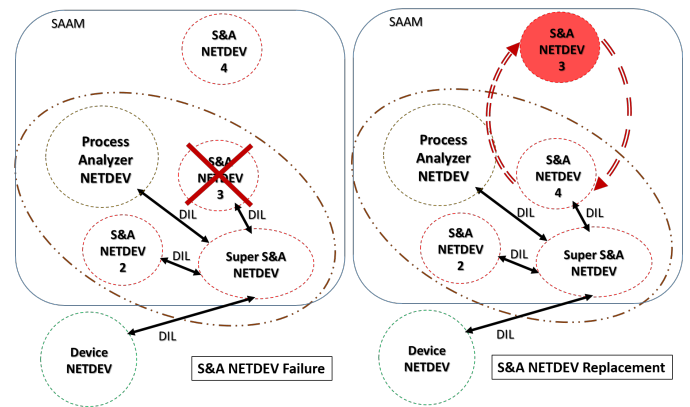 SAAM
S&A
NETDEV
4
Process
Analyzer
NETDEV
S&A
NETDEV
3
DIL
DIL
S&A
NETDEV
2
DIL
Super S&A
NETDEV
DIL
Device
NETDEV
S&A NETDEV Failure
SAAM
S&A
NETDEV
3
Process
Analyzer
NETDEV
S&A
NETDEV
4
DIL
DIL
S&A
NETDEV
2
DIL
Super S&A
NETDEV
DIL
Device
NETDEV
S&A NETDEV Replacement